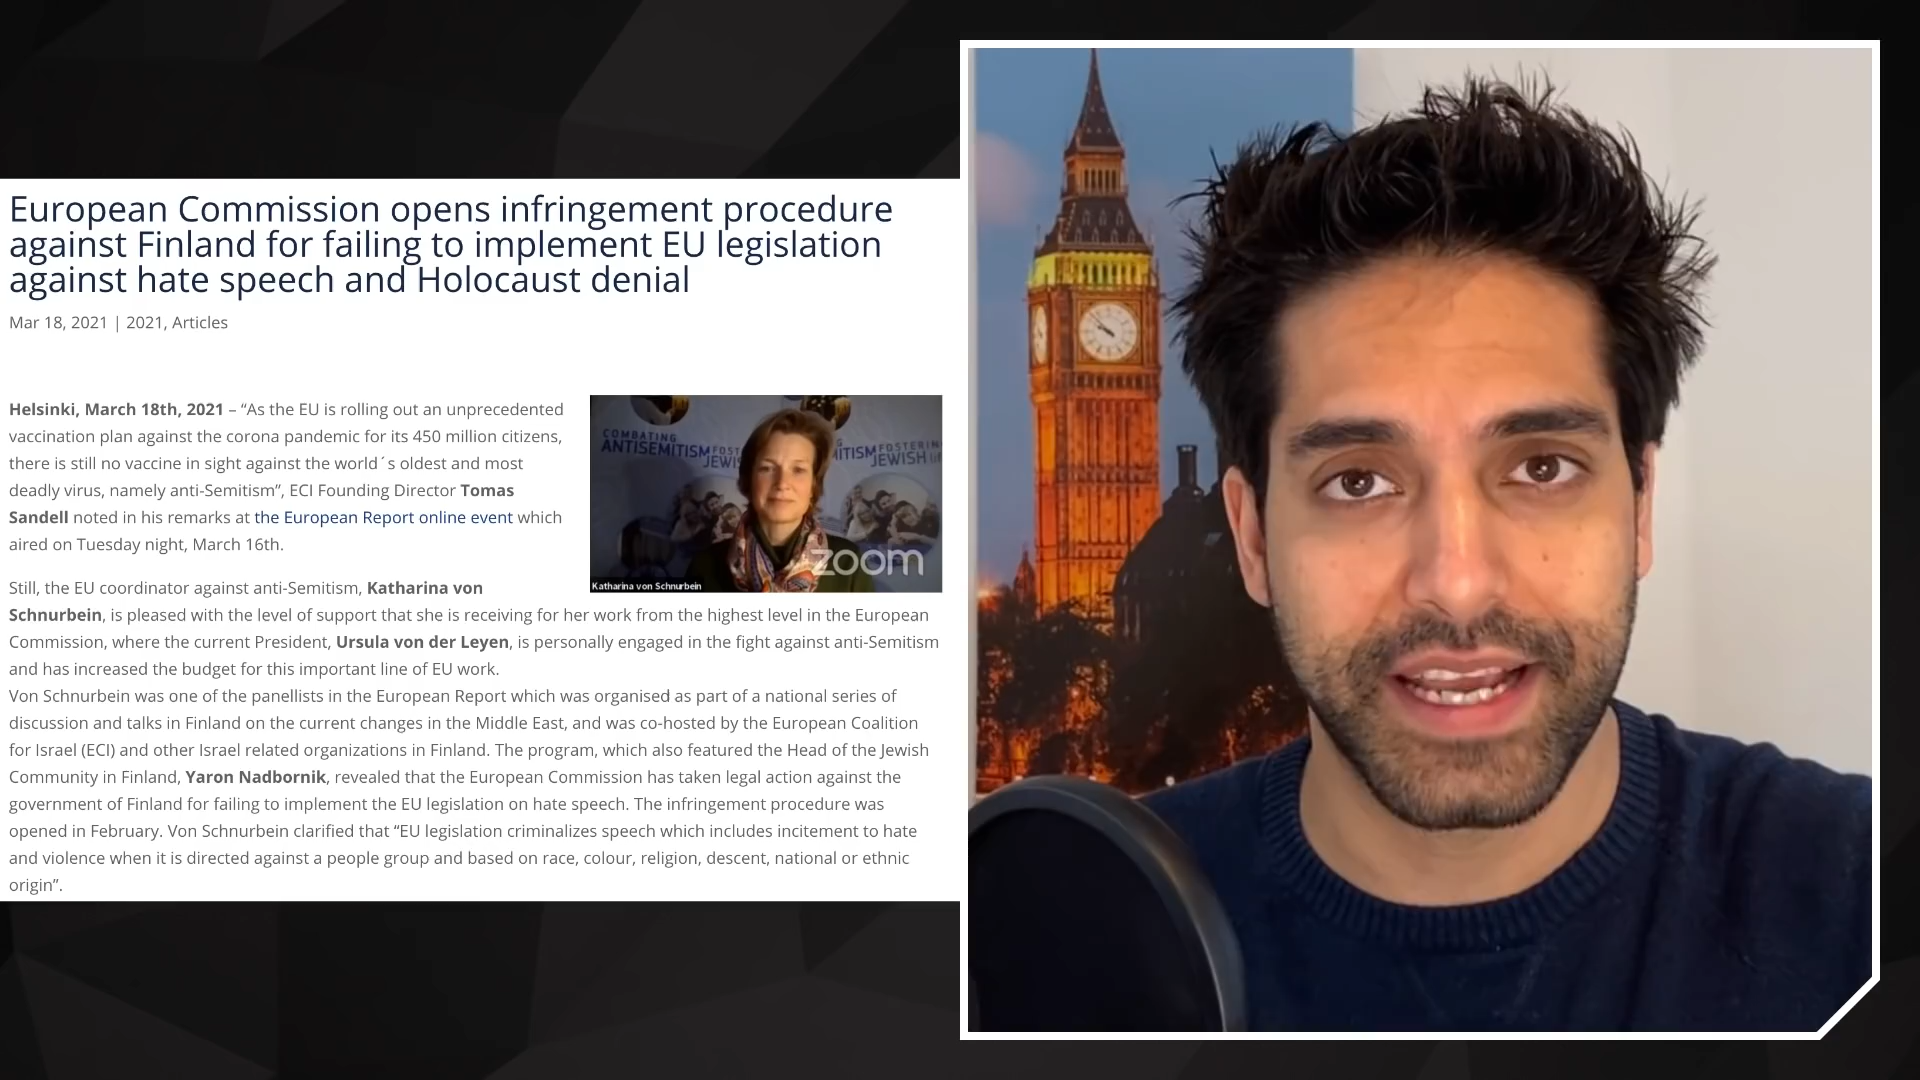 European Commission opens infringement procedure
against Finland for failing to implement EU legislation
against hate speech and Holocaust denial
Mar 18, 2021 | 2021, Articles
Helsinki, March 18th, 2021 – “As the EU is rolling out an unprecedented
vaccination plan against the corona pandemic for its 450 million citizens,
there is still no vaccine in sight against the world´s oldest and most
deadly virus, namely anti-Semitism”, ECI Founding Director Tomas
Sandell noted in his remarks at the European Report online event which
aired on Tuesday night, March 16th.
COMBATING
ANTISEMITISM FOST
JEWI
G
ITISM FOSTERIN
JEWISH
zoom
Katharina von Schnurbein
Still, the EU coordinator against anti-Semitism, Katharina von
Schnurbein, is pleased with the level of support that she is receiving for her work from the highest level in the European
Commission, where the current President, Ursula von der Leyen, is personally engaged in the fight against anti-Semitism
and has increased the budget for this important line of EU work.
Von Schnurbein was one of the panellists in the European Report which was organised as part of a national series of
discussion and talks in Finland on the current changes in the Middle East, and was co-hosted by the European Coalition
for Israel (ECI) and other Israel related organizations in Finland. The program, which also featured the Head of the Jewish
Community in Finland, Yaron Nadbornik, revealed that the European Commission has taken legal action against the
government of Finland for failing to implement the EU legislation on hate speech. The infringement procedure was
opened in February. Von Schnurbein clarified that “EU legislation criminalizes speech which includes incitement to hate
and violence when it is directed against a people group and based on race, colour, religion, descent, national or ethnic
origin”.